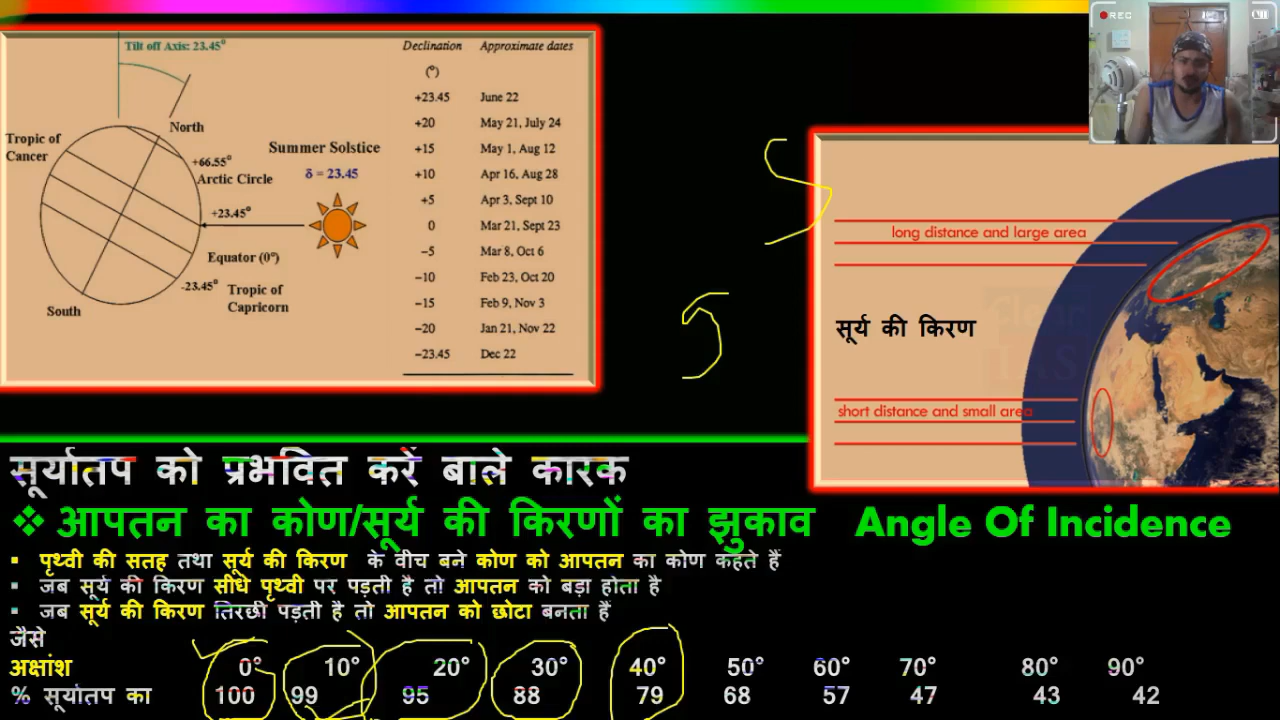 Tilt off Axis: 23.45°
North
Tropic of
Cancer
+66.55°
Arctic Circle
Summer Solstice
δ = 23.45
+23.45°
Equator (0°)
-23.45°
Tropic of
Capricorn
South
Declination Approximate dates
(°)
+23.45 June 22
+20 May 21, July 24
+15 May 1, Aug 12
+10 Apr 16, Aug 28
+5 Apr 3, Sept 10
0 Mar 21, Sept 23
−5 Mar 8, Oct 6
−10 Feb 23, Oct 20
−15 Feb 9, Nov 3
−20 Jan 21, Nov 22
−23.45 Dec 22
REC
long distance and large area
सूर्य की किरण
short distance and small area
सूर्यातप को प्रभवित करें बाले कारक
❖ आपतन का कोण/सूर्य की किरणों का झुकाव Angle Of Incidence
▪ पृथ्वी की सतह तथा सूर्य की किरण के वीच बने कोण को आपतन का कोण कहते हैं
▪ जब सूर्य की किरण सीधे पृथ्वी पर पड़ती है तो आपतन को बड़ा होता है
▪ जब सूर्य की किरण तिरछी पड़ती है तो आपतन को छोटा बनता हैं
जैसे
अक्षांश 0° 10° 20° 30° 40° 50° 60° 70° 80° 90°
% सूर्यातप का 100 99 95 88 79 68 57 47 43 42